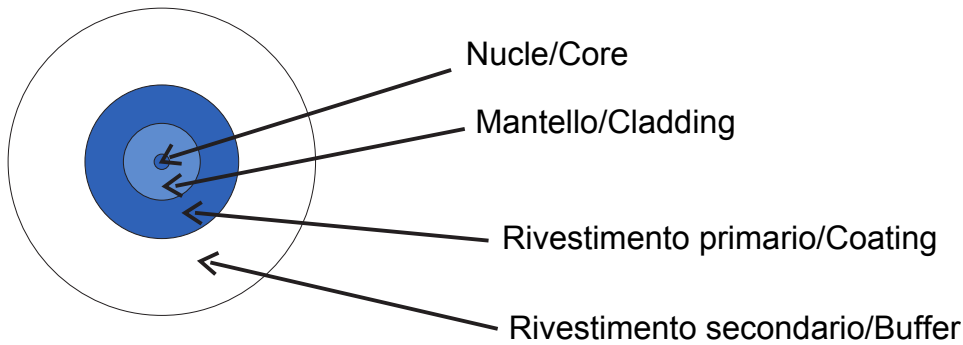 Nucle/Core
Mantello/Cladding
Rivestimento primario/Coating
Rivestimento secondario/Buffer